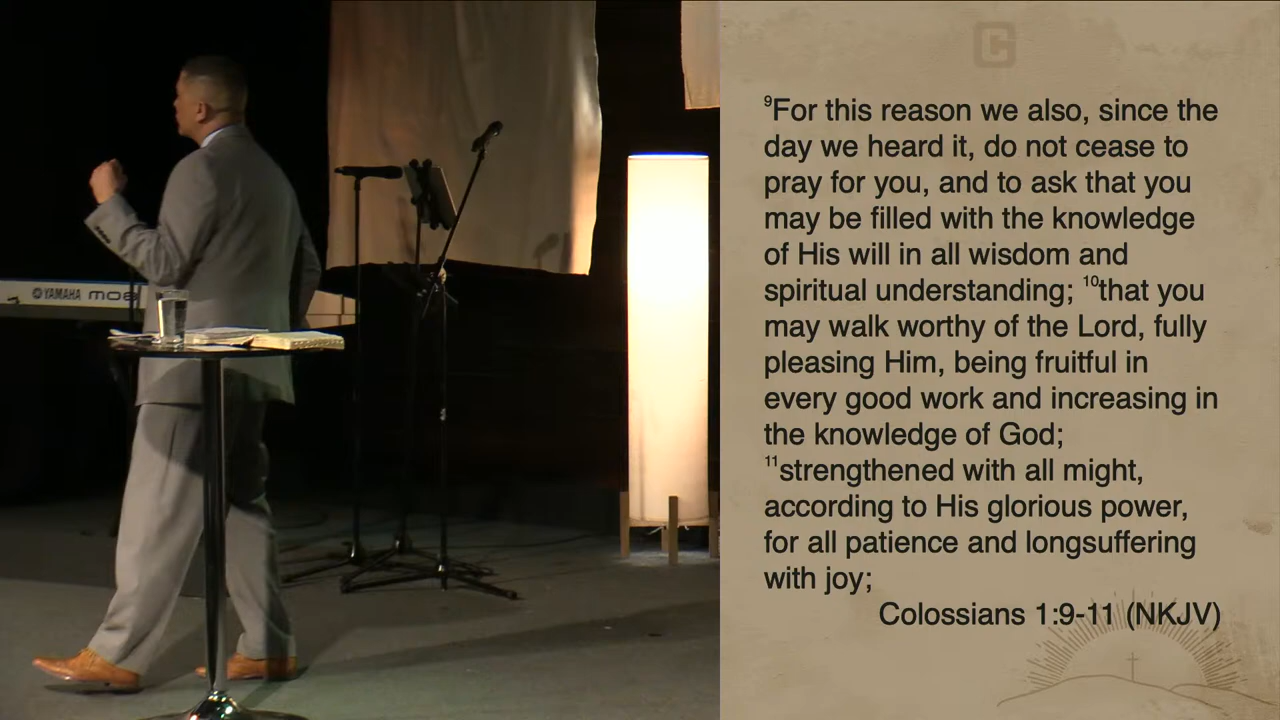 YAMAHA MO8
⁹For this reason we also, since the
day we heard it, do not cease to
pray for you, and to ask that you
may be filled with the knowledge
of His will in all wisdom and
spiritual understanding; ¹⁰that you
may walk worthy of the Lord, fully
pleasing Him, being fruitful in
every good work and increasing in
the knowledge of God;
¹¹strengthened with all might,
according to His glorious power,
for all patience and longsuffering
with joy;
Colossians 1:9-11 (NKJV)